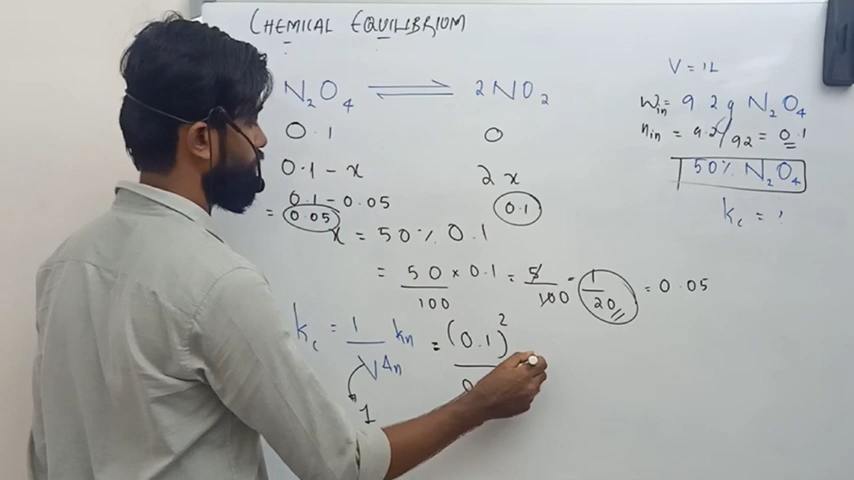 CHEMICAL EQUILIBRIUM
N₂O₄ ⇌ 2NO₂
0.1 0
0.1 - x 2x
0.1 - 0.05
= 0.05 0.1
x = 50% 0.1
= 50/100 × 0.1 = 5/100 = 1/20 = 0.05
Kc = 1/V^Δn Kn = (0.1)²/0
1
V = 1L
Win = 9.2g N₂O₄
nin = 9.2/92 = 0.1
50% N₂O₄
Kc = ?